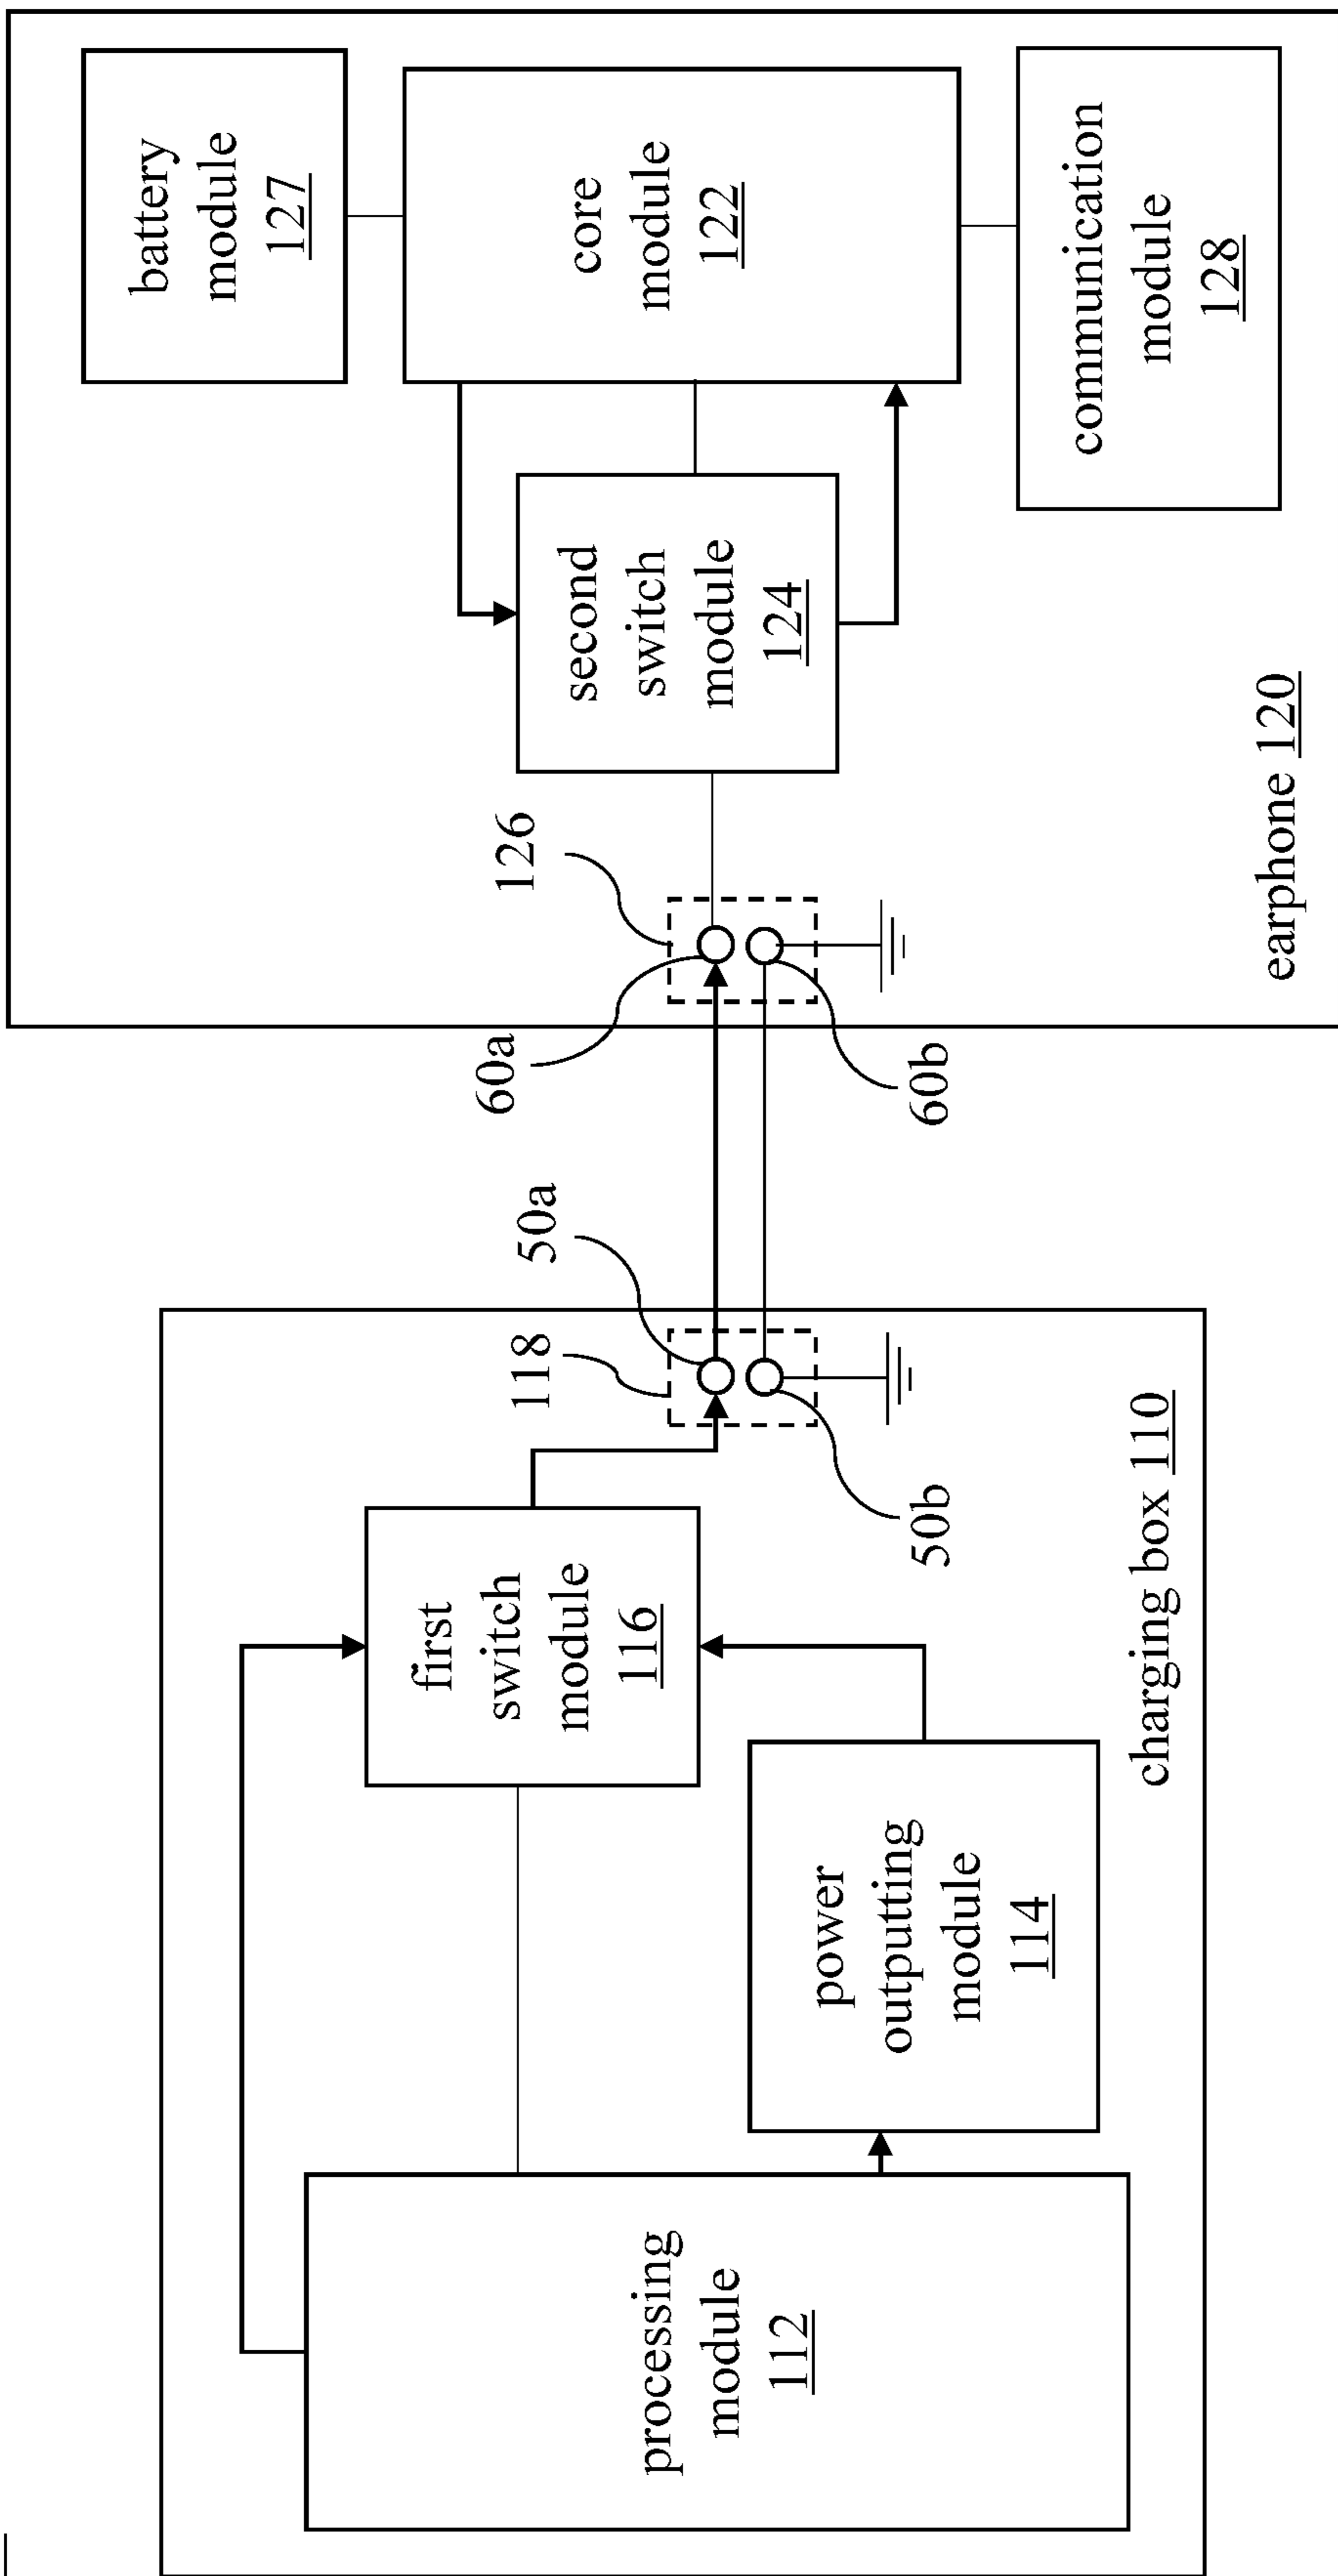 processing
module
112
power
outputting
module
114
first
switch
module
116
118
50a
50b
charging box 110
60a
60b
126
second
switch
module
124
battery
module
127
core
module
122
communication
module
128
earphone 120